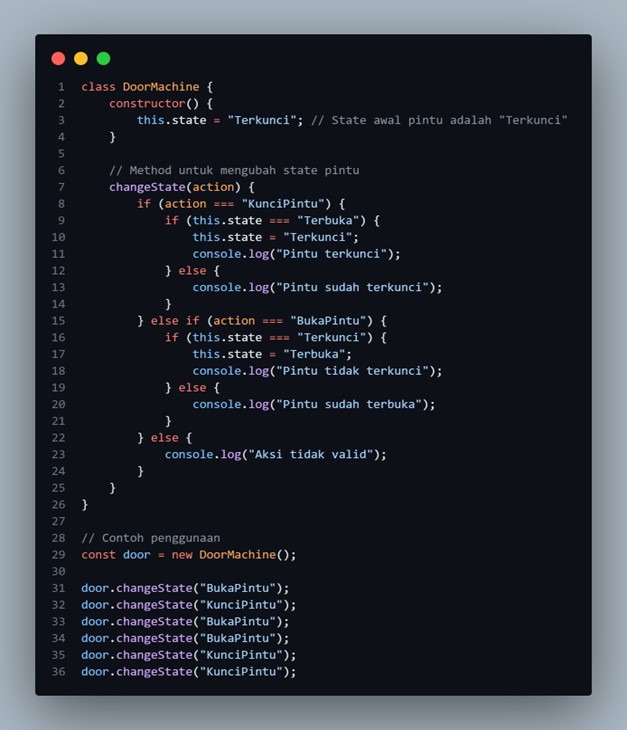 1 class DoorMachine {
2 constructor() {
3 this.state = "Terkunci"; // State awal pintu adalah "Terkunci"
4 }
5
6 // Method untuk mengubah state pintu
7 changeState(action) {
8 if (action === "KunciPintu") {
9 if (this.state === "Terbuka") {
10 this.state = "Terkunci";
11 console.log("Pintu terkunci");
12 } else {
13 console.log("Pintu sudah terkunci");
14 }
15 } else if (action === "BukaPintu") {
16 if (this.state === "Terkunci") {
17 this.state = "Terbuka";
18 console.log("Pintu tidak terkunci");
19 } else {
20 console.log("Pintu sudah terbuka");
21 }
22 } else {
23 console.log("Aksi tidak valid");
24 }
25 }
26 }
27
28 // Contoh penggunaan
29 const door = new DoorMachine();
30
31 door.changeState("BukaPintu");
32 door.changeState("KunciPintu");
33 door.changeState("BukaPintu");
34 door.changeState("BukaPintu");
35 door.changeState("KunciPintu");
36 door.changeState("KunciPintu");